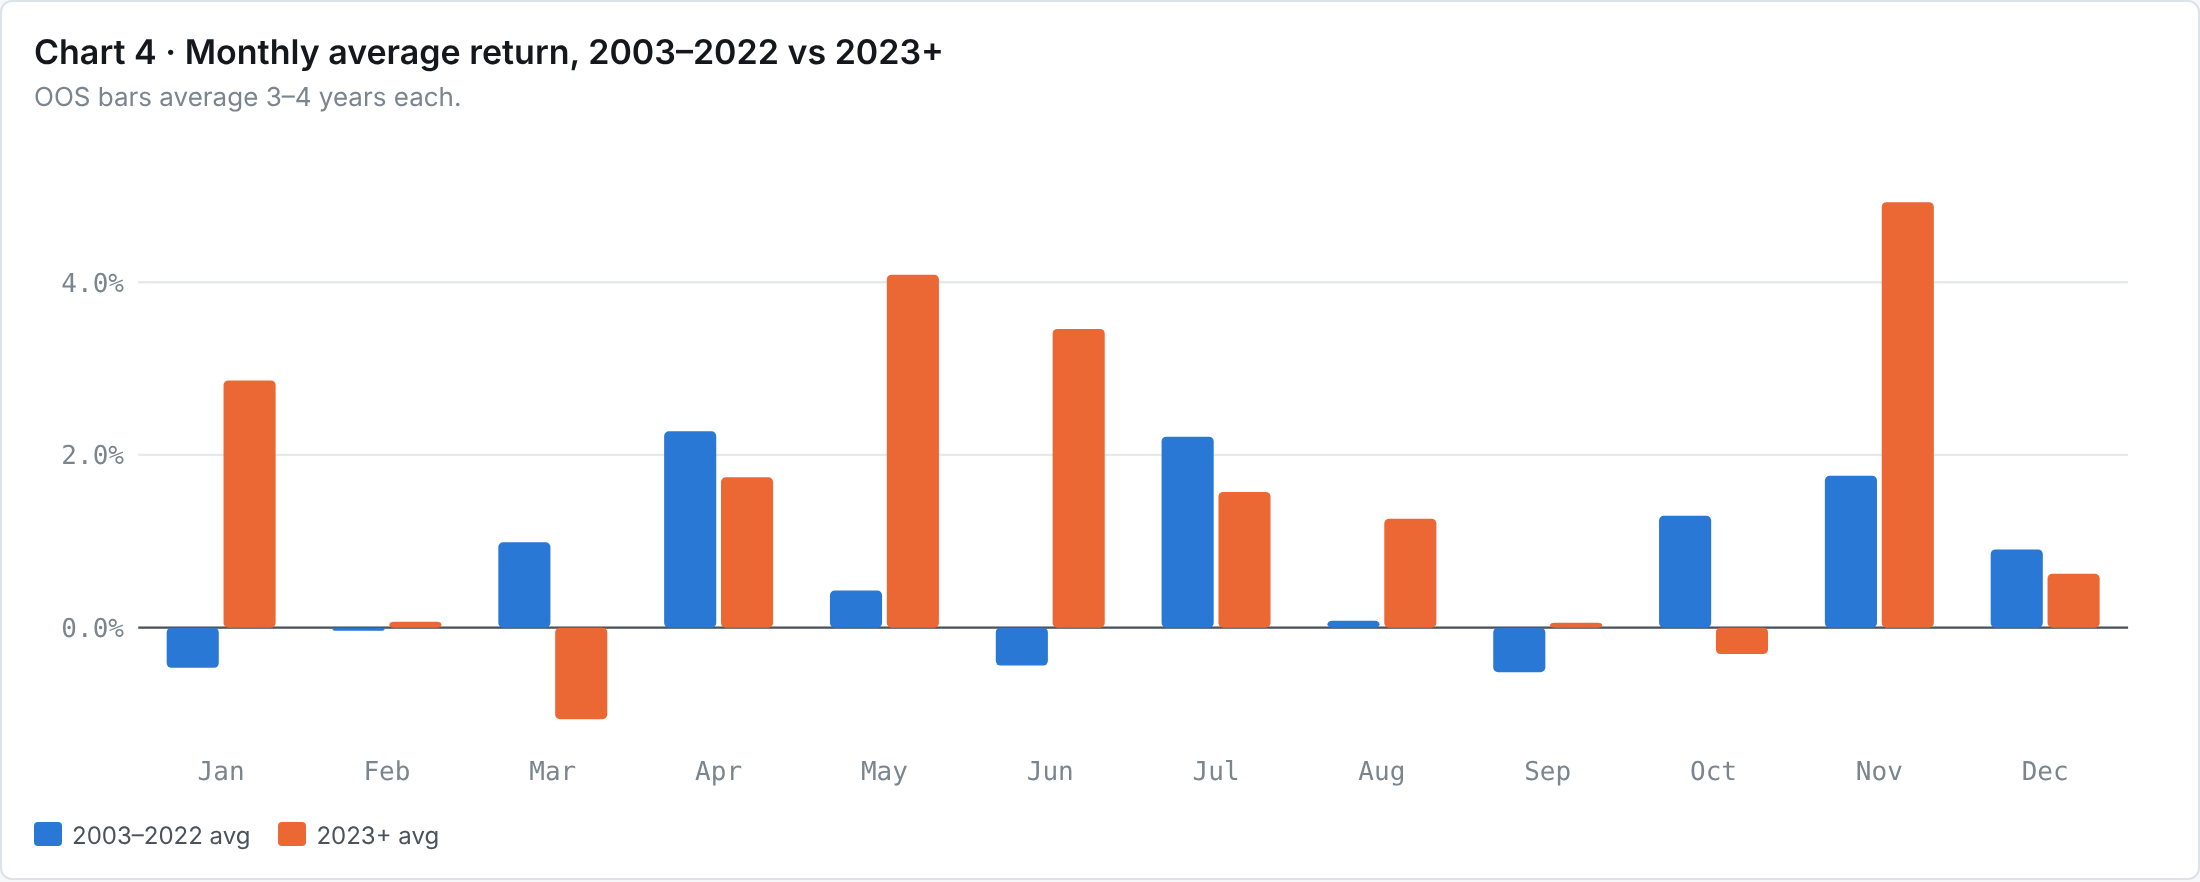 Chart 4 · Monthly average return, 2003–2022 vs 2023+
OOS bars average 3–4 years each.
4.0%
2.0%
0.0%
Jan Feb Mar Apr May Jun Jul Aug Sep Oct Nov Dec
2003–2022 avg 2023+ avg